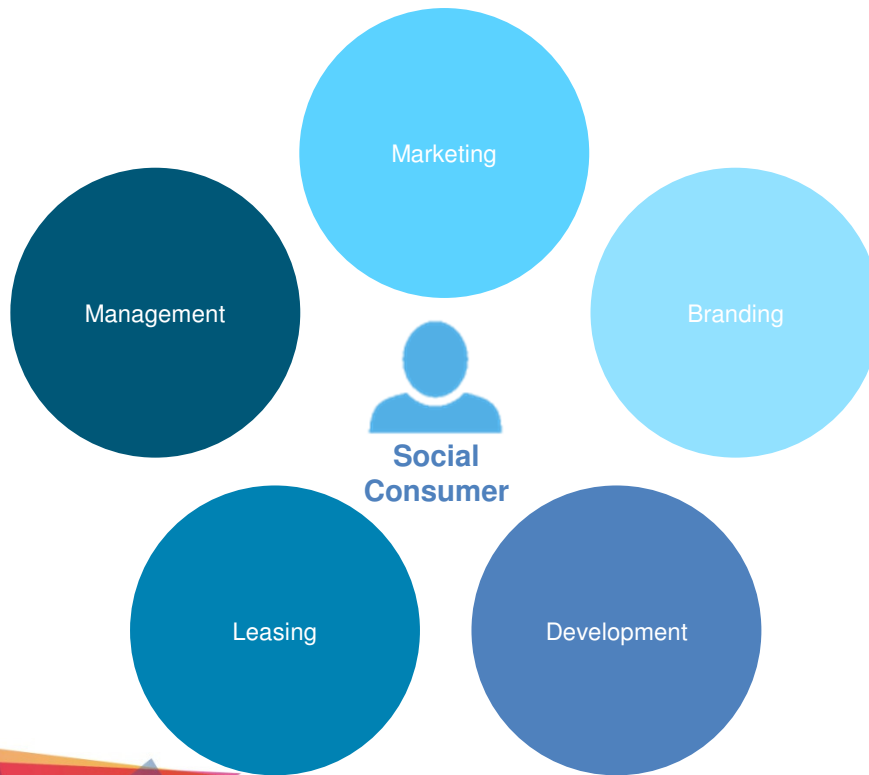 Marketing
Management
Branding
Social
Consumer
Leasing
Development